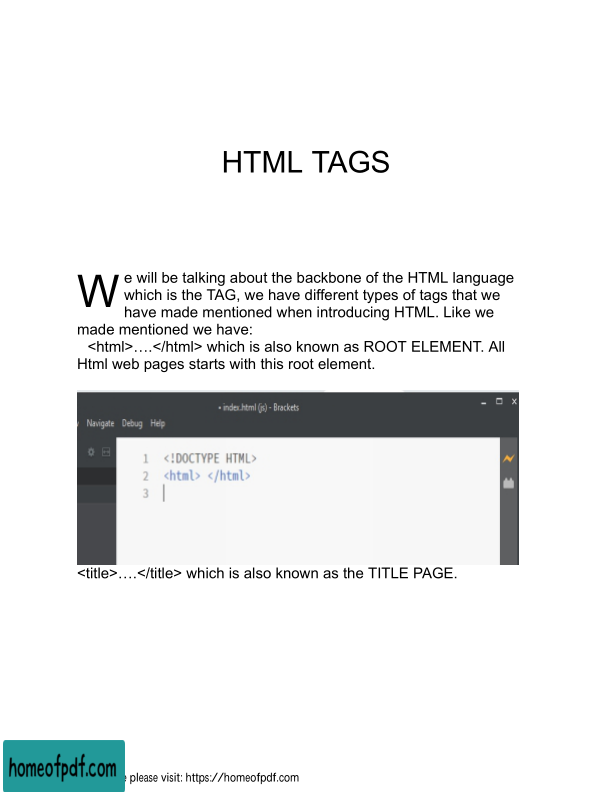 HTML TAGS
We will be talking about the backbone of the HTML language
which is the TAG, we have different types of tags that we
have made mentioned when introducing HTML. Like we
made mentioned we have:
<html>….</html> which is also known as ROOT ELEMENT. All
Html web pages starts with this root element.
• index.html (js) - Brackets
Navigate Debug Help
1 <!DOCTYPE HTML>
2 <html> </html>
3
<title>….</title> which is also known as the TITLE PAGE.
homeofpdf.com
please visit: https://homeofpdf.com